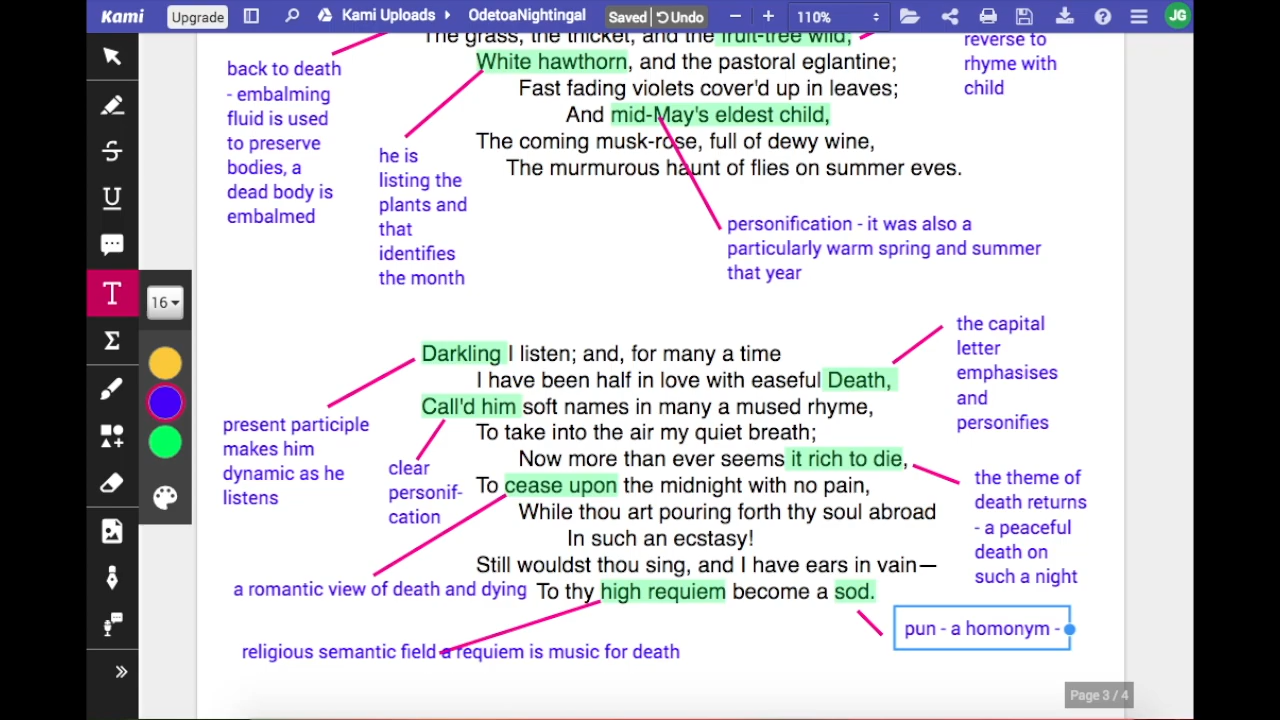 Kami
Upgrade
Kami Uploads
OdetoaNightingal
Saved
Undo
110%
JG
The grass, the thicket, and the fruit-tree wild;
White hawthorn, and the pastoral eglantine;
Fast fading violets cover'd up in leaves;
And mid-May's eldest child,
The coming musk-rose, full of dewy wine,
The murmurous haunt of flies on summer eves.
reverse to
rhyme with
child
back to death
- embalming
fluid is used
to preserve
bodies, a
dead body is
embalmed
he is
listing the
plants and
that
identifies
the month
personification - it was also a
particularly warm spring and summer
that year
16
Darkling I listen; and, for many a time
I have been half in love with easeful Death,
Call'd him soft names in many a mused rhyme,
To take into the air my quiet breath;
Now more than ever seems it rich to die,
To cease upon the midnight with no pain,
While thou art pouring forth thy soul abroad
In such an ecstasy!
Still wouldst thou sing, and I have ears in vain—
To thy high requiem become a sod.
the capital
letter
emphasises
and
personifies
present participle
makes him
dynamic as he
listens
clear
personif-
cation
the theme of
death returns
- a peaceful
death on
such a night
a romantic view of death and dying
pun - a homonym -
religious semantic field a requiem is music for death
Page 3 / 4